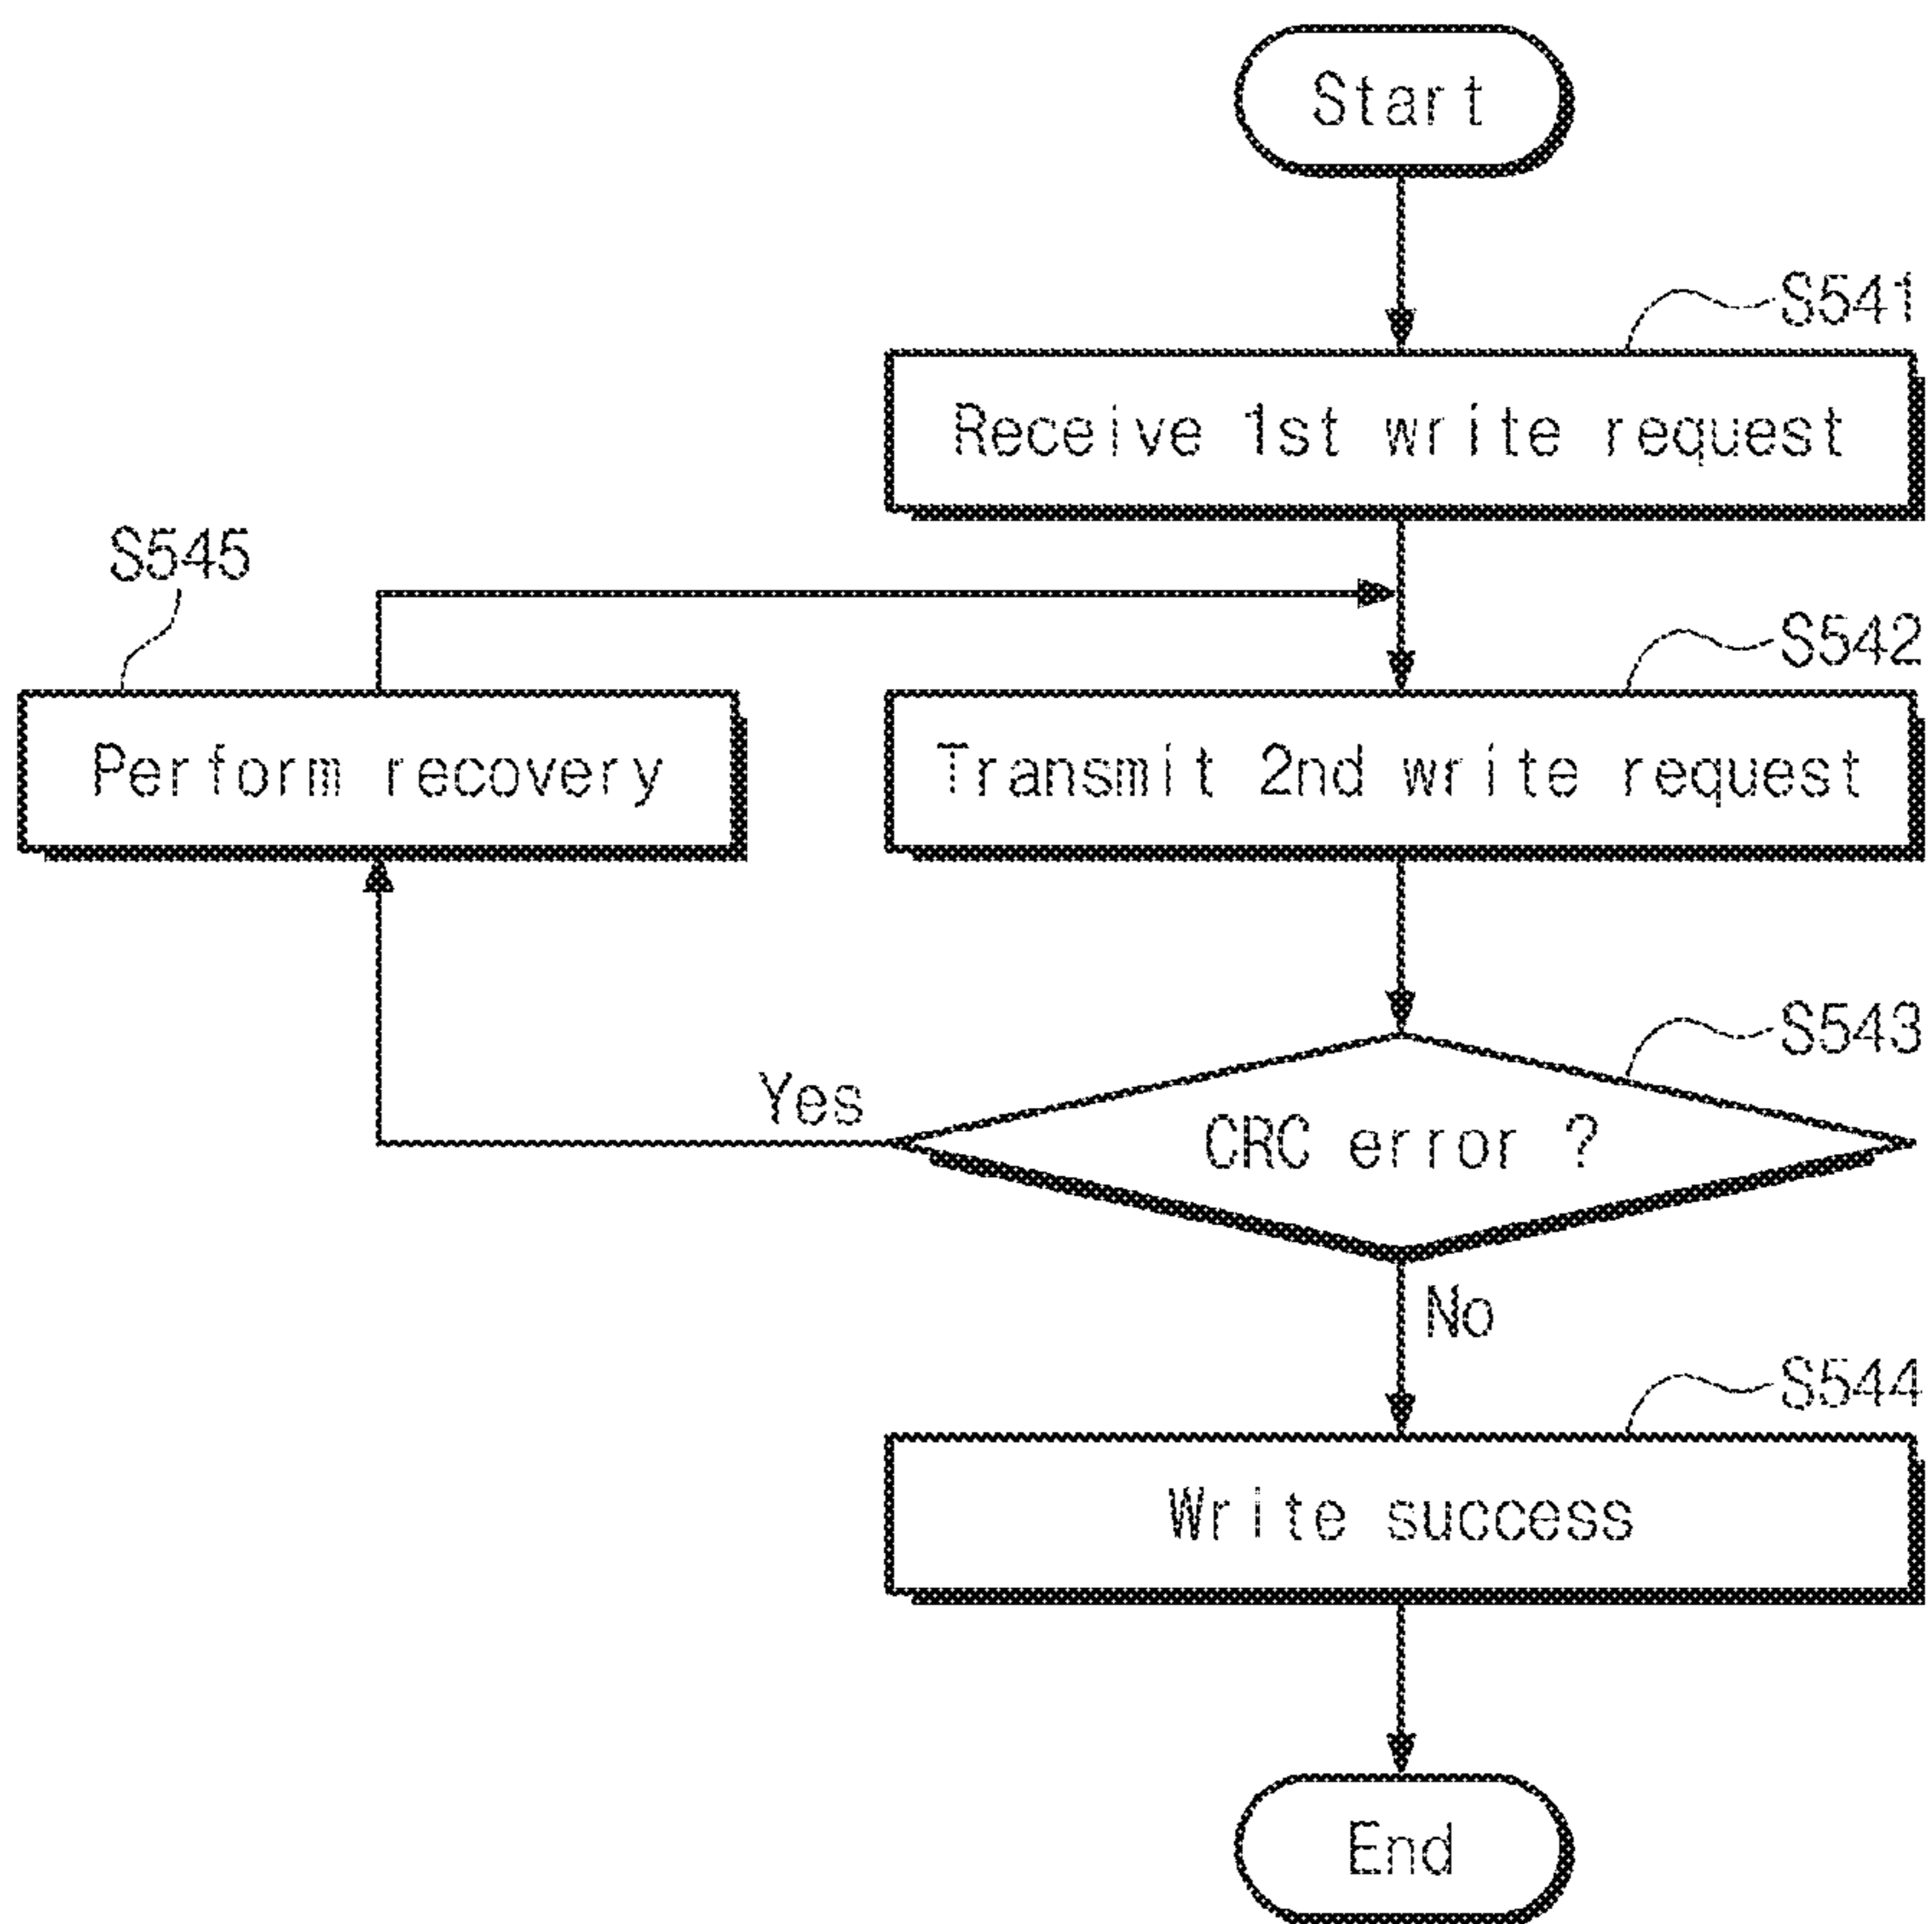 Start
S541
Receive 1st write request
S545
S542
Perform recovery
Transmit 2nd write request
S543
Yes
CRC error ?
No
S544
Write success
End